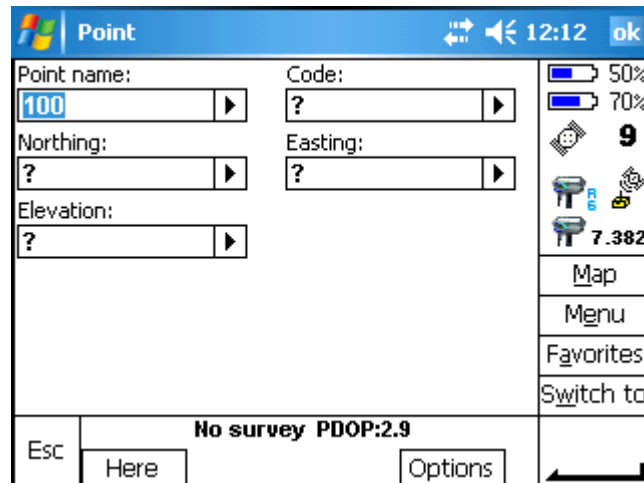 Point 12:12 ok
Point name: Code:
100 ?
Northing: Easting:
? ?
Elevation:
?
50%
70%
9
R
6
7.382
Map
Menu
Favorites
Switch to
No survey PDOP:2.9
Esc
Here Options